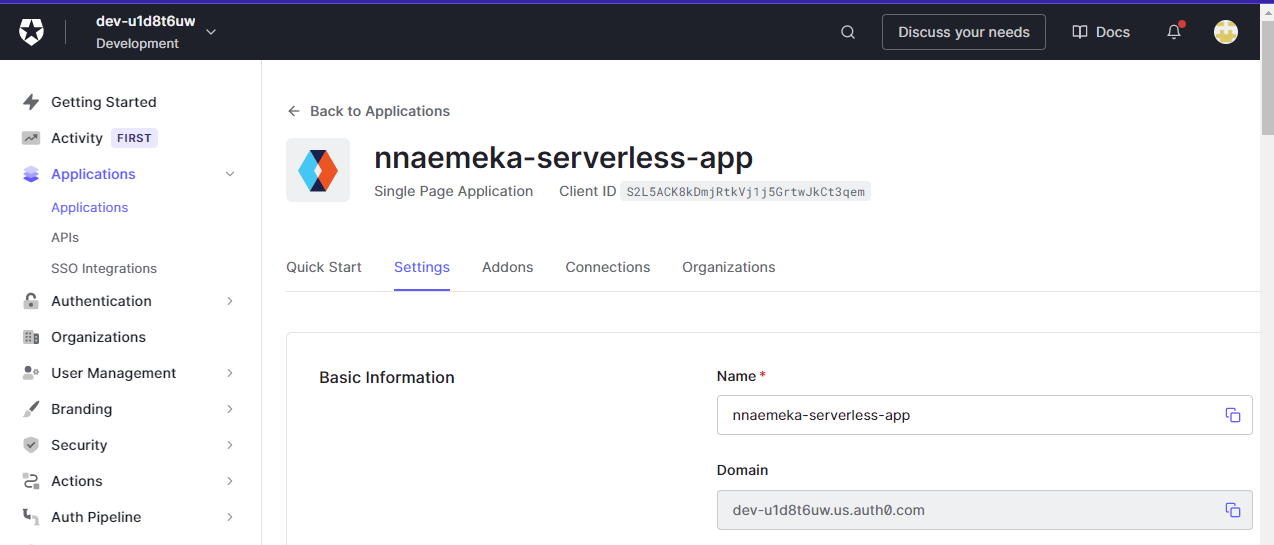 dev-u1d8t6uw
Development
Discuss your needs
Docs
Getting Started
Activity FIRST
Applications
Applications
APIs
SSO Integrations
Authentication
Organizations
User Management
Branding
Security
Actions
Auth Pipeline
Back to Applications
nnaemeka-serverless-app
Single Page Application Client ID S2L5ACK8kDmjRtkVj1j5GrtwJkCt3qem
Quick Start Settings Addons Connections Organizations
Basic Information
Name *
nnaemeka-serverless-app
Domain
dev-u1d8t6uw.us.auth0.com